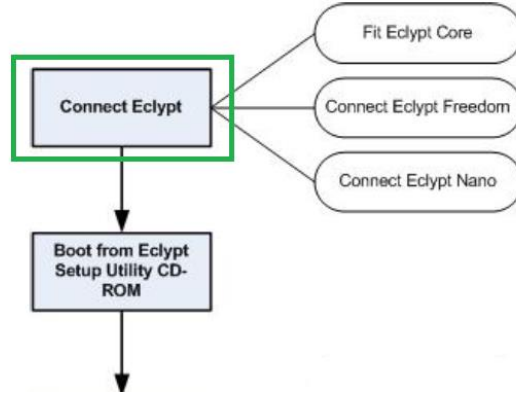 Fit Eclypt Core
Connect Eclypt
Connect Eclypt Freedom
Connect Eclypt Nano
Boot from Eclypt
Setup Utility CD-
ROM